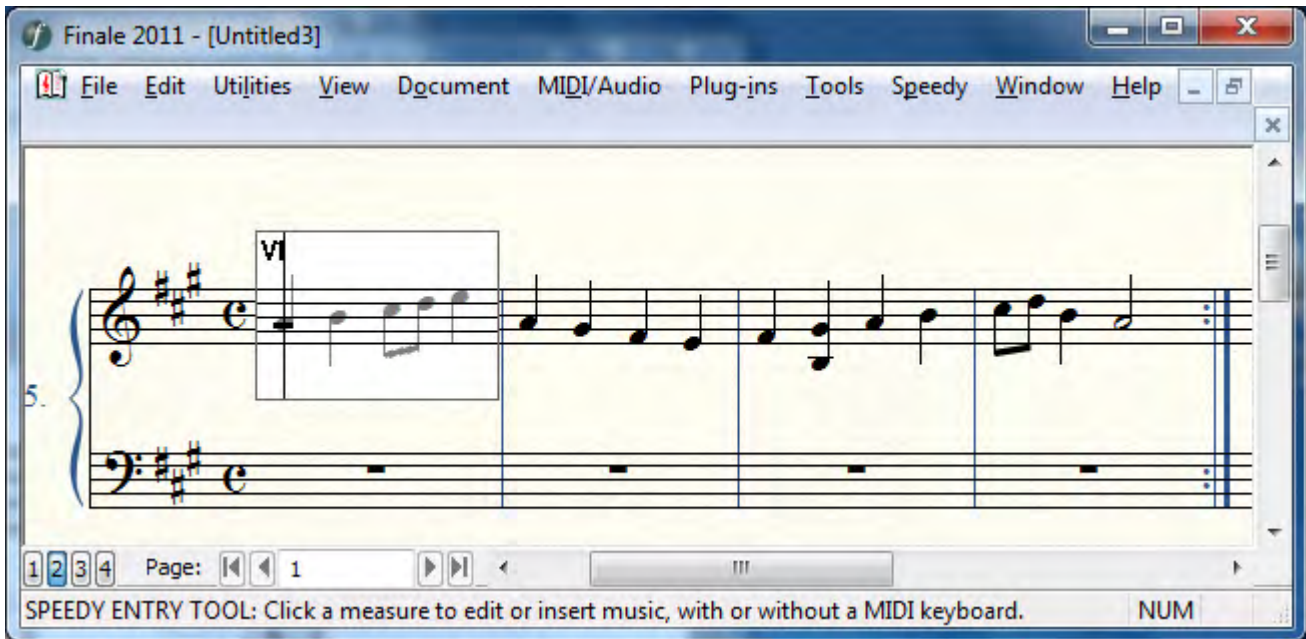 Finale 2011 - [Untitled3]
File Edit Utilities View Document MIDI/Audio Plug-ins Tools Speedy Window Help
V1
5.
1 2 3 4 Page: 1
SPEEDY ENTRY TOOL: Click a measure to edit or insert music, with or without a MIDI keyboard. NUM